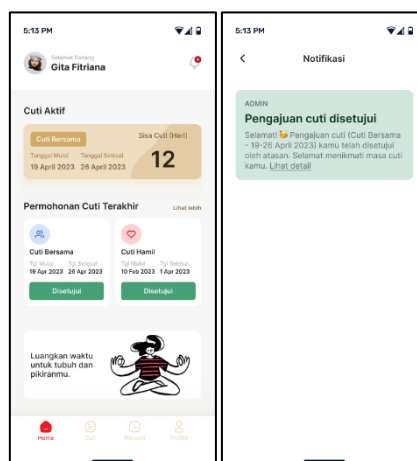 5:13 PM
Selamat Datang
Gita Fitriana
Cuti Aktif
Cuti Bersama
Sisa Cuti (Hari)
Tanggal Mulai Tanggal Selesai
19 April 2023 26 April 2023
12
Permohonan Cuti Terakhir
Lihat lebih
Cuti Bersama
Tgl Mulai Tgl Selesai
19 Apr 2023 26 Apr 2023
Disetujui
Cuti Hamil
Tgl Mulai Tgl Selesai
10 Feb 2023 1 Apr 2023
Disetujui
Luangkan waktu
untuk tubuh dan
pikiranmu.
Home Cuti Riwayat Profile
5:13 PM
Notifikasi
ADMIN
Pengajuan cuti disetujui
Selamat! Pengajuan cuti (Cuti Bersama
- 19-26 April 2023) kamu telah disetujui
oleh atasan. Selamat menikmati masa cuti
kamu. Lihat detail